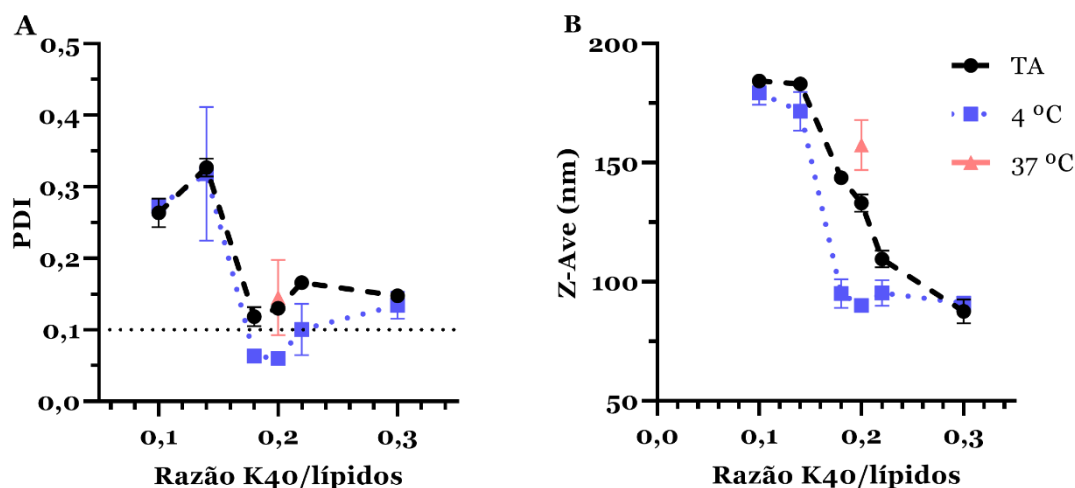 A
PDI
0,5
0,4
0,3
0,2
0,1
0,0
0,1
0,2
0,3
Razão K40/lípidos
B
Z-Ave (nm)
200
150
100
50
0,0
0,1
0,2
0,3
Razão K40/lípidos
TA
4 ºC
37 ºC